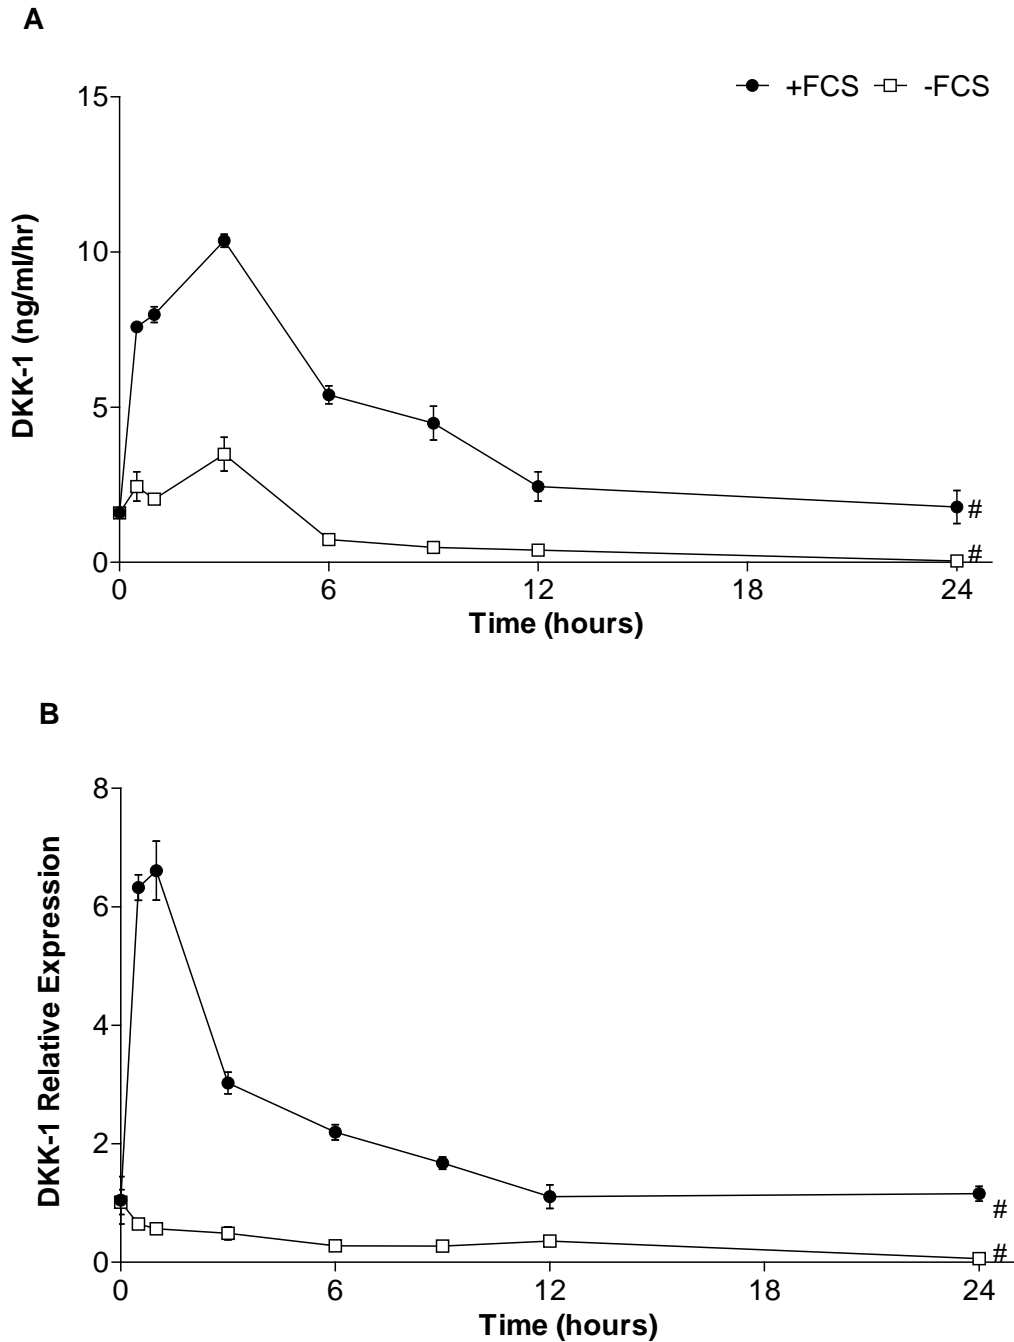 A
+FCS -FCS
15
10
5
0
DKK-1 (ng/ml/hr)
#
#
0 6 12 18 24
Time (hours)
B
8
6
4
2
0
DKK-1 Relative Expression
#
#
0 6 12 18 24
Time (hours)